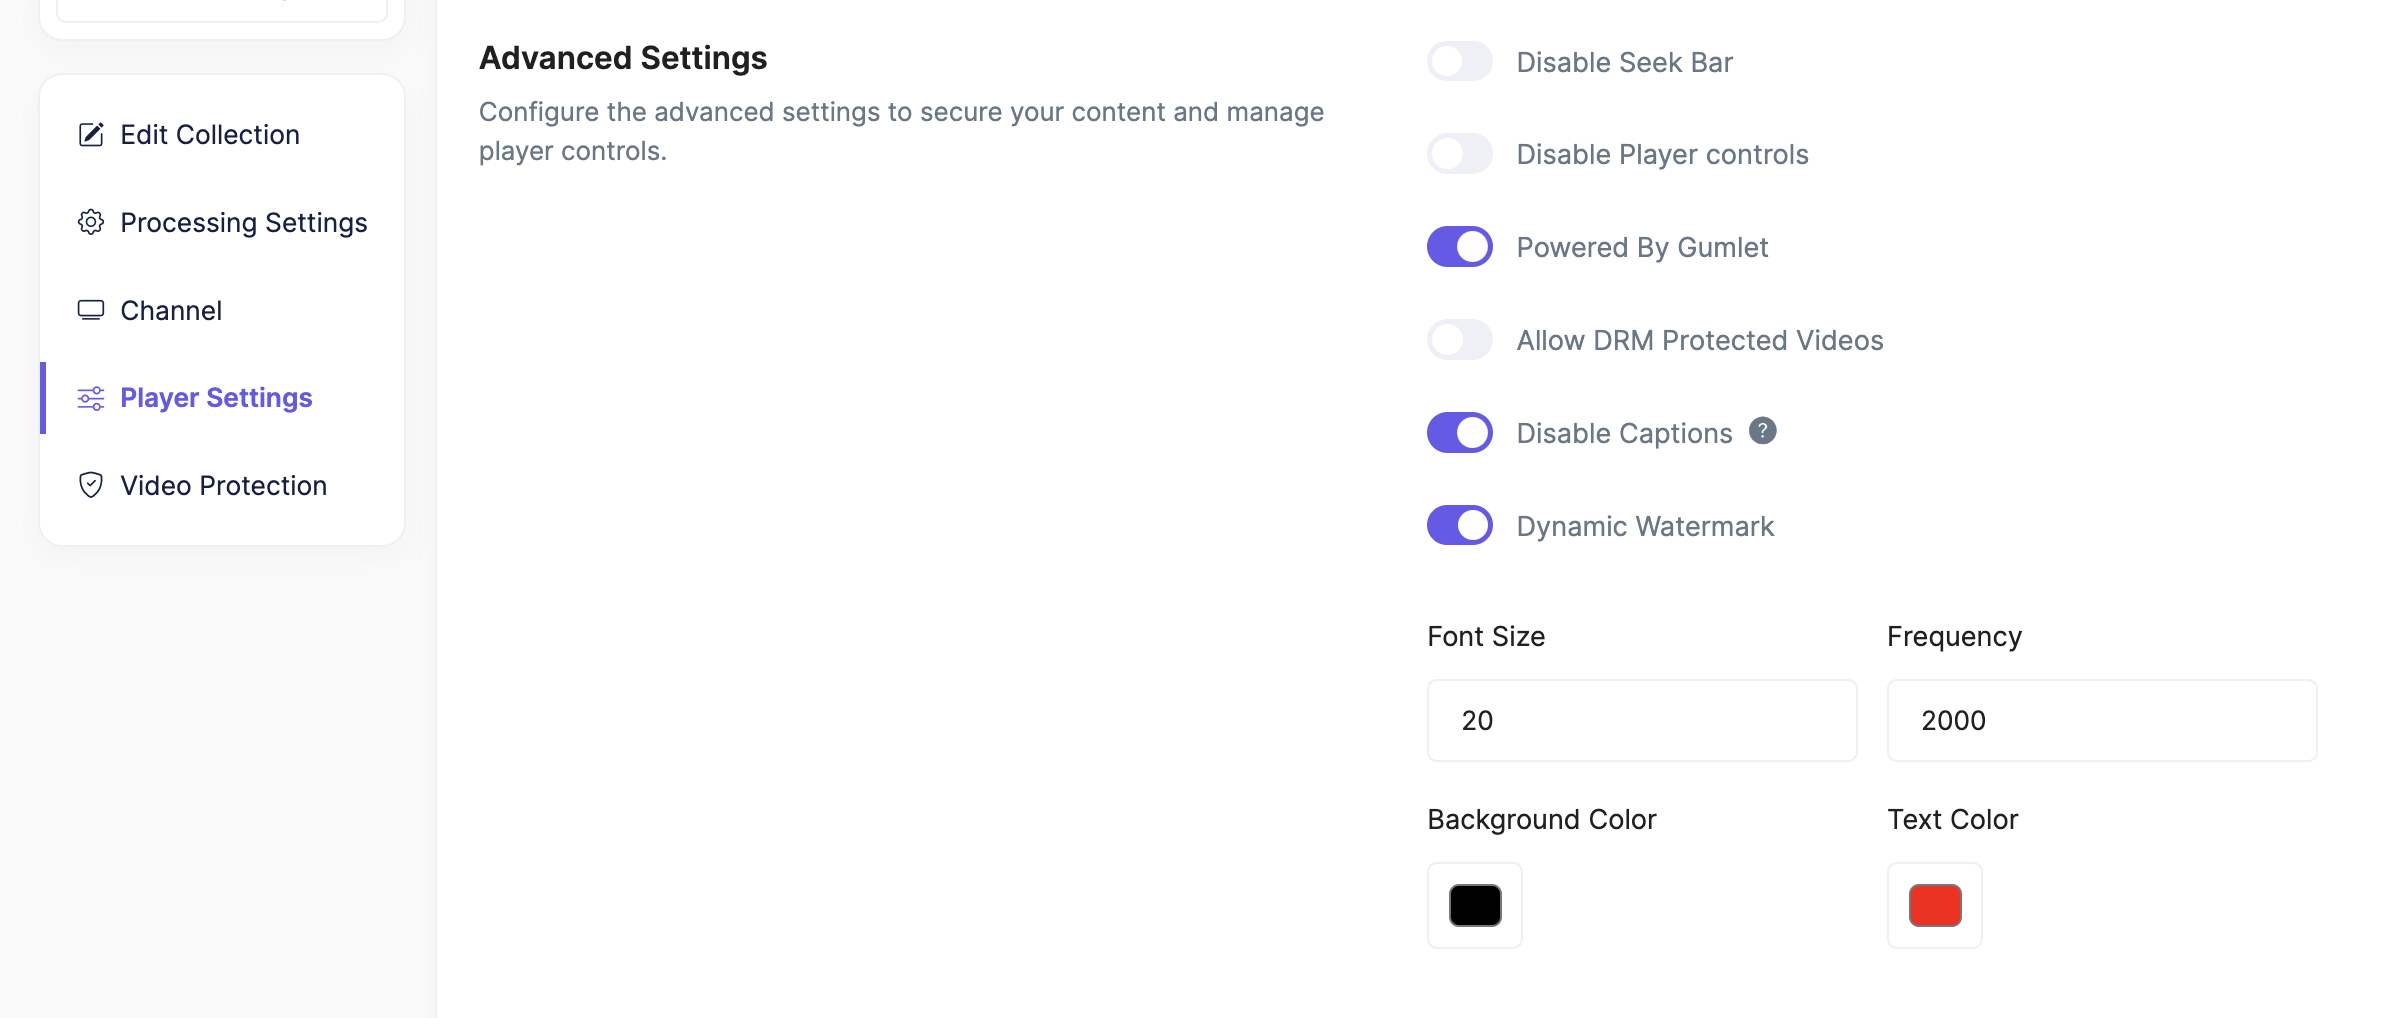 Edit Collection
Processing Settings
Channel
Player Settings
Video Protection
Advanced Settings
Configure the advanced settings to secure your content and manage
player controls.
Disable Seek Bar
Disable Player controls
Powered By Gumlet
Allow DRM Protected Videos
Disable Captions ?
Dynamic Watermark
Font Size
Frequency
20
2000
Background Color
Text Color